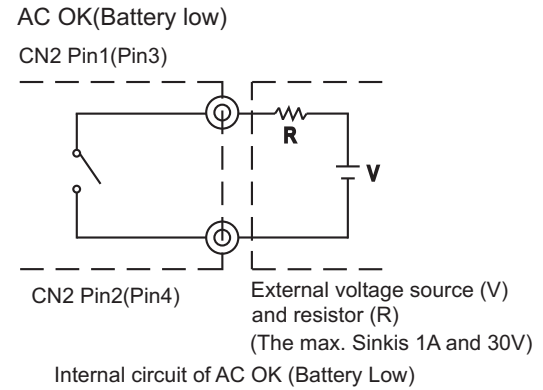 AC OK(Battery low)
CN2 Pin1(Pin3)
R
V
CN2 Pin2(Pin4)
External voltage source (V)
and resistor (R)
(The max. Sinkis 1A and 30V)
Internal circuit of AC OK (Battery Low)